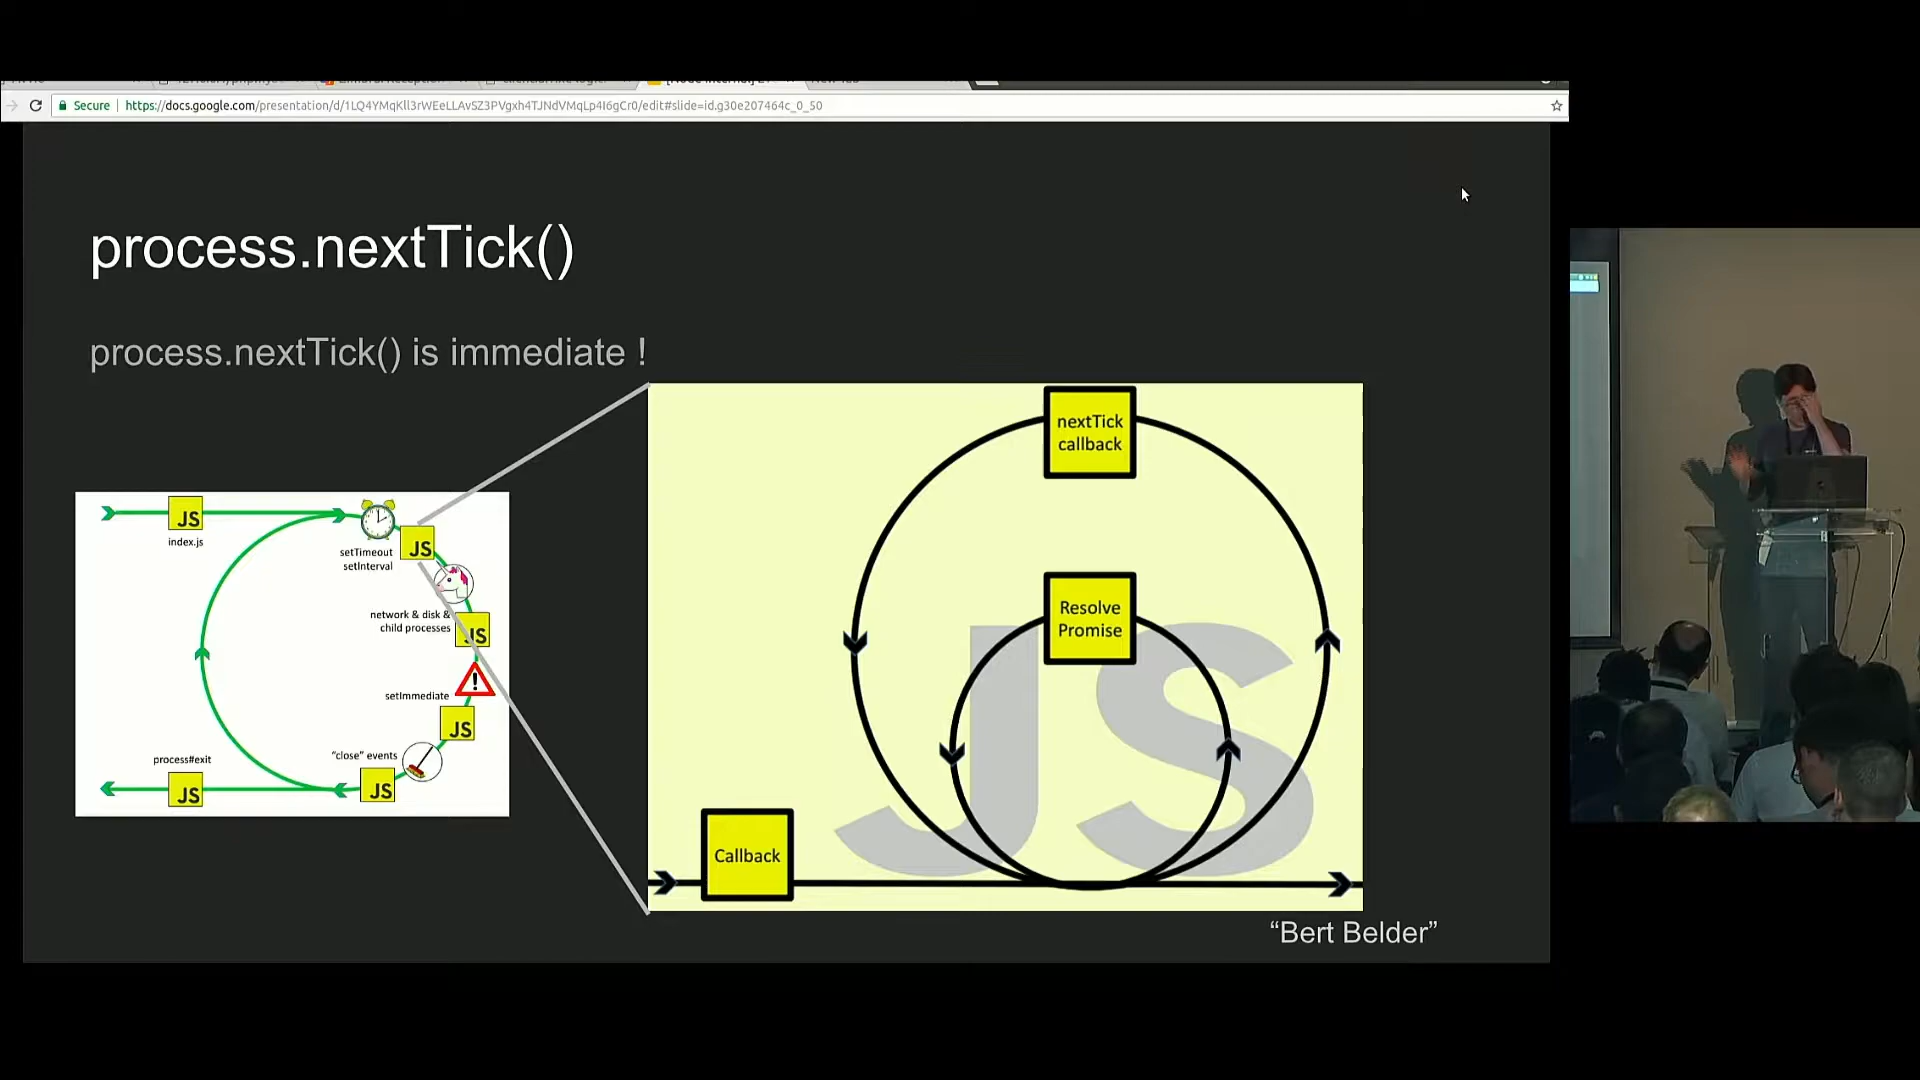 Secure
https://docs.google.com/presentation/d/1LQ4YMqKll3rWEeLLAvSZ3PVgxh4TJNdVMqLp4I6gCr0/edit#slide=id.g30e207464c_0_50
process.nextTick()
process.nextTick() is immediate !
JS
index.js
setTimeout
setInterval
JS
network & disk &
child processes
JS
setImmediate
JS
"close" events
JS
process#exit
JS
nextTick
callback
Resolve
Promise
JS
Callback
“Bert Belder”